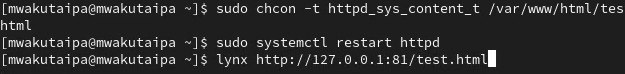 [mwakutaipa@mwakutaipa ~]$ sudo chcon -t httpd_sys_content_t /var/www/html/tes
html
[mwakutaipa@mwakutaipa ~]$ sudo systemctl restart httpd
[mwakutaipa@mwakutaipa ~]$ lynx http://127.0.0.1:81/test.html